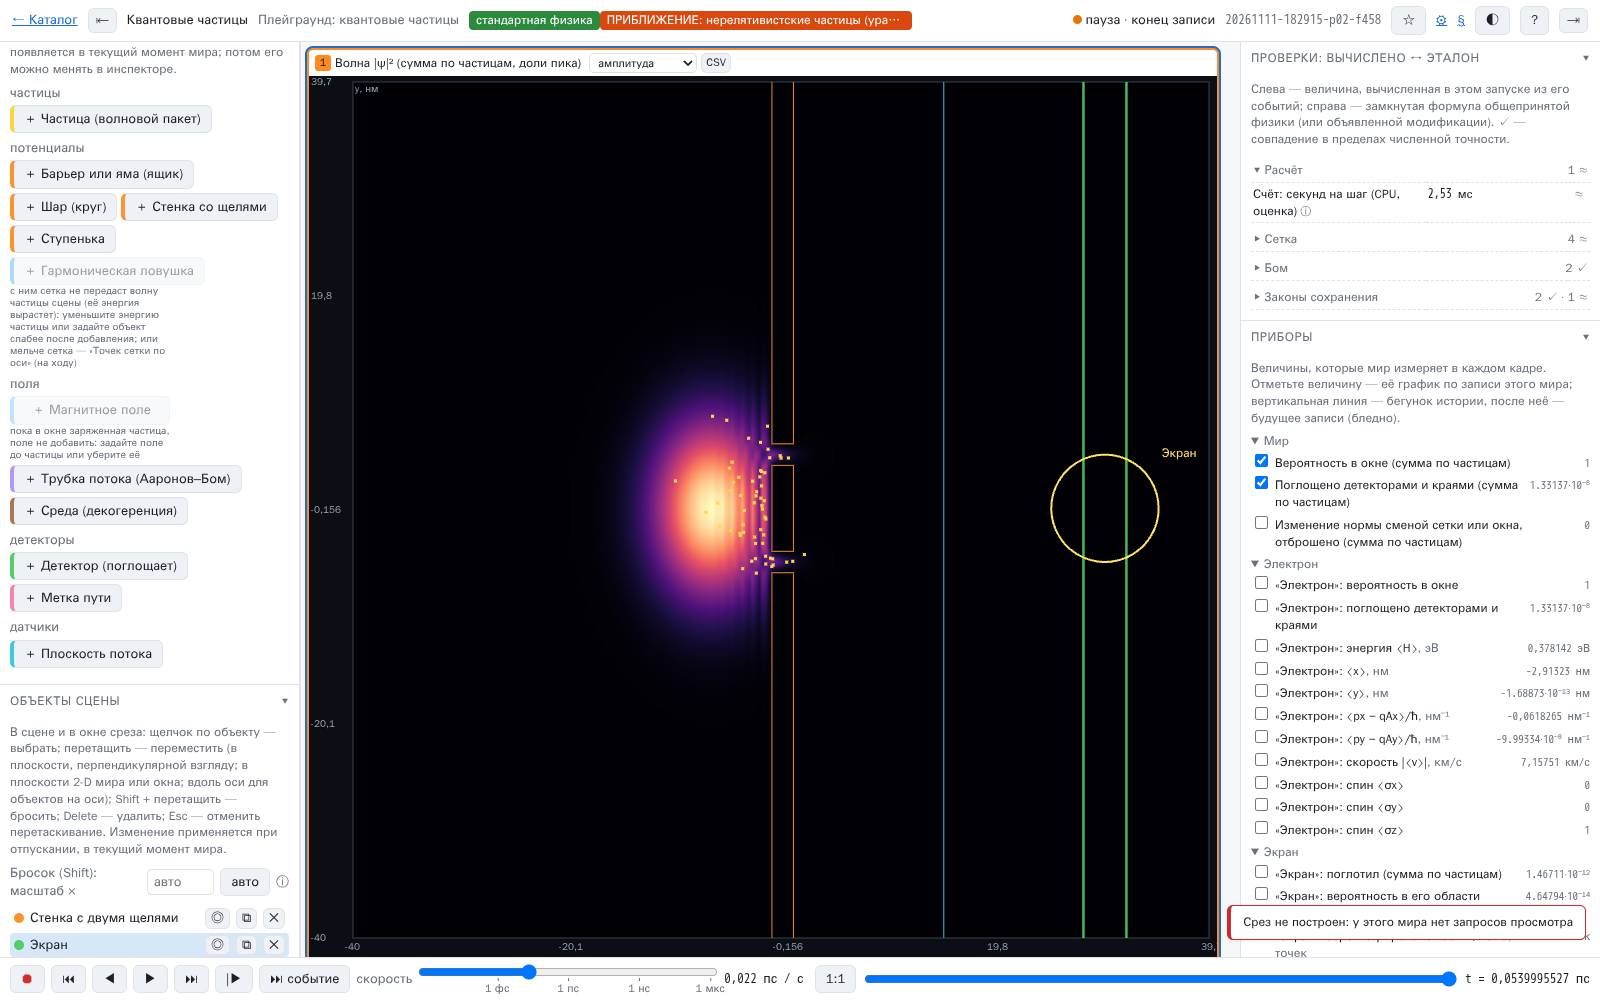 ← Каталог
Квантовые частицы
Плейграунд: квантовые частицы
стандартная физика
ПРИБЛИЖЕНИЕ: нерелятивистские частицы (ура···
пауза · конец записи
20261111-182915-p02-f458
☆
§
?
появляется в текущий момент мира; потом его
можно менять в инспекторе.
частицы
+ Частица (волновой пакет)
потенциалы
+ Барьер или яма (ящик)
+ Шар (круг)
+ Стенка со щелями
+ Ступенька
+ Гармоническая ловушка
с ним сетка не передаст волну
частицы сцены (её энергия
вырастет): уменьшите энергию
частицы или задайте объект
слабее после добавления; или
мельче сетка — «Точек сетки по
оси» (на ходу)
поля
+ Магнитное поле
пока в окне заряженная частица,
поле не добавить: задайте поле
до частицы или уберите её
+ Трубка потока (Ааронов–Бом)
+ Среда (декогеренция)
детекторы
+ Детектор (поглощает)
+ Метка пути
датчики
+ Плоскость потока
ОБЪЕКТЫ СЦЕНЫ
В сцене и в окне среза: щелчок по объекту —
выбрать; перетащить — переместить (в
плоскости, перпендикулярной взгляду; в
плоскости 2-D мира или окна; вдоль оси для
объектов на оси); Shift + перетащить —
бросить; Delete — удалить; Esc — отменить
перетаскивание. Изменение применяется при
отпускании, в текущий момент мира.
Бросок (Shift):
масштаб ×
авто
авто
Стенка с двумя щелями
Экран
1 Волна |ψ|² (сумма по частицам, доли пика)
амплитуда
CSV
39,7
y, нм
19,8
-0,156
-20,1
-40
-40
-20,1
-0,156
19,8
39,
Экран
ПРОВЕРКИ: ВЫЧИСЛЕНО ↔ ЭТАЛОН
Слева — величина, вычисленная в этом запуске из его
событий; справа — замкнутая формула общепринятой
физики (или объявленной модификации). ✓ —
совпадение в пределах численной точности.
Расчёт 1 ≈
Счёт: секунд на шаг (CPU, 2,53 мс ≈
оценка) ⓘ
Сетка 4 ≈
Бом 2 ✓
Законы сохранения 2 ✓ · 1 ≈
ПРИБОРЫ
Величины, которые мир измеряет в каждом кадре.
Отметьте величину — её график по записи этого мира;
вертикальная линия — бегунок истории, после неё —
будущее записи (бледно).
Мир
Вероятность в окне (сумма по частицам) 1
Поглощено детекторами и краями (сумма 1.33137·10⁻⁸
по частицам)
Изменение нормы сменой сетки или окна, 0
отброшено (сумма по частицам)
Электрон
«Электрон»: вероятность в окне 1
«Электрон»: поглощено детекторами и 1.33137·10⁻⁸
краями
«Электрон»: энергия ⟨H⟩, эВ 0,378142 эВ
«Электрон»: ⟨x⟩, нм -2,91323 нм
«Электрон»: ⟨y⟩, нм -1.68873·10⁻¹³ нм
«Электрон»: ⟨px − qAx⟩/ħ, нм⁻¹ -0,0618265 нм⁻¹
«Электрон»: ⟨py − qAy⟩/ħ, нм⁻¹ -9.99334·10⁻⁹ нм⁻¹
«Электрон»: скорость |⟨v⟩|, км/с 7,15751 км/с
«Электрон»: спин ⟨σx⟩ 0
«Электрон»: спин ⟨σy⟩ 0
«Электрон»: спин ⟨σz⟩ 1
Экран
«Экран»: поглотил (сумма по частицам) 1.46711·10⁻¹²
«Экран»: вероятность в его области 4.64794·10⁻¹⁴
Срез не построен: у этого мира нет запросов просмотра
точек
событие
скорость
1 фс
1 пс
1 нс
1 мкс
0,022 пс / с
1:1
t = 0,0539995527 пс